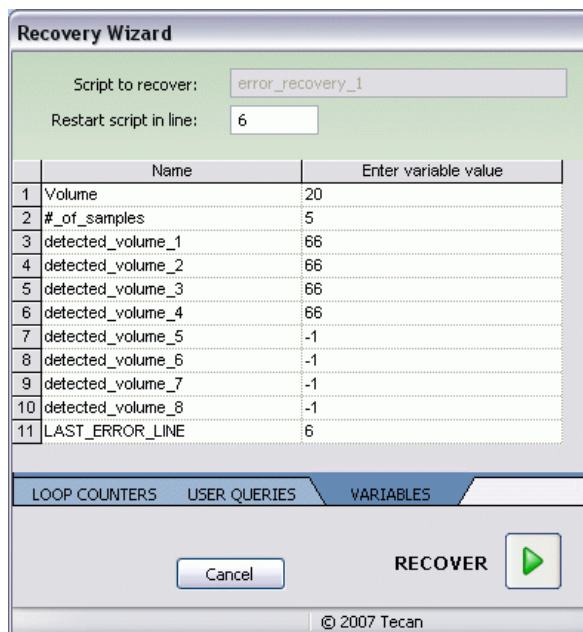 Recovery Wizard
Script to recover: error_recovery_1
Restart script in line: 6
Name Enter variable value
1 Volume 20
2 #_of_samples 5
3 detected_volume_1 66
4 detected_volume_2 66
5 detected_volume_3 66
6 detected_volume_4 66
7 detected_volume_5 -1
8 detected_volume_6 -1
9 detected_volume_7 -1
10 detected_volume_8 -1
11 LAST_ERROR_LINE 6
LOOP COUNTERS USER QUERIES VARIABLES
Cancel RECOVER
© 2007 Tecan